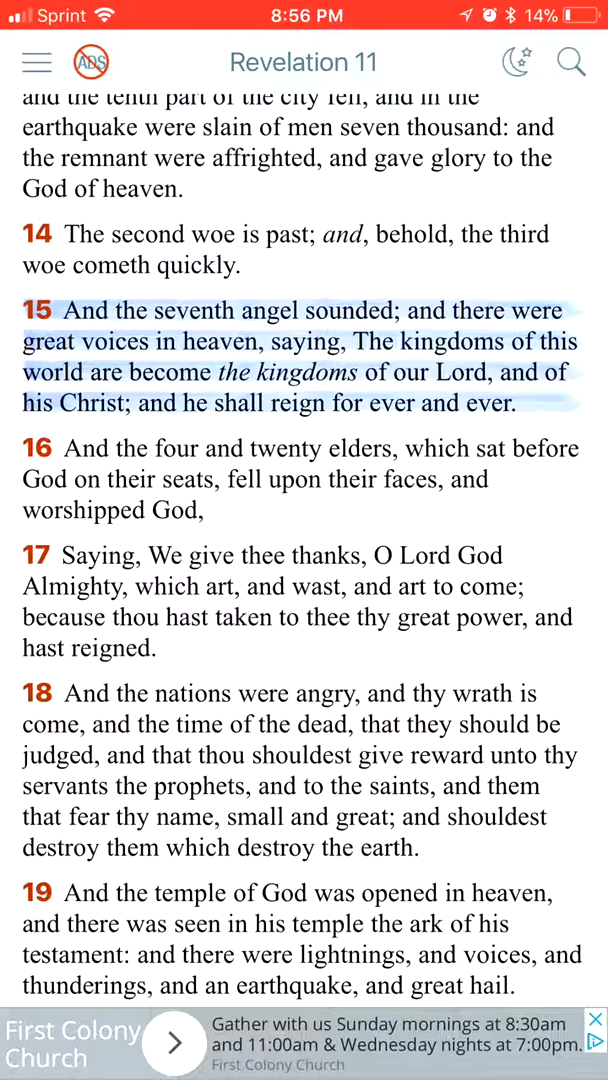 Sprint 8:56 PM 14%
ADS Revelation 11
and the tenth part of the city fell, and in the
earthquake were slain of men seven thousand: and
the remnant were affrighted, and gave glory to the
God of heaven.
14 The second woe is past; and, behold, the third
woe cometh quickly.
15 And the seventh angel sounded; and there were
great voices in heaven, saying, The kingdoms of this
world are become the kingdoms of our Lord, and of
his Christ; and he shall reign for ever and ever.
16 And the four and twenty elders, which sat before
God on their seats, fell upon their faces, and
worshipped God,
17 Saying, We give thee thanks, O Lord God
Almighty, which art, and wast, and art to come;
because thou hast taken to thee thy great power, and
hast reigned.
18 And the nations were angry, and thy wrath is
come, and the time of the dead, that they should be
judged, and that thou shouldest give reward unto thy
servants the prophets, and to the saints, and them
that fear thy name, small and great; and shouldest
destroy them which destroy the earth.
19 And the temple of God was opened in heaven,
and there was seen in his temple the ark of his
testament: and there were lightnings, and voices, and
thunderings, and an earthquake, and great hail.
First Colony
Church
Gather with us Sunday mornings at 8:30am
and 11:00am & Wednesday nights at 7:00pm.
First Colony Church